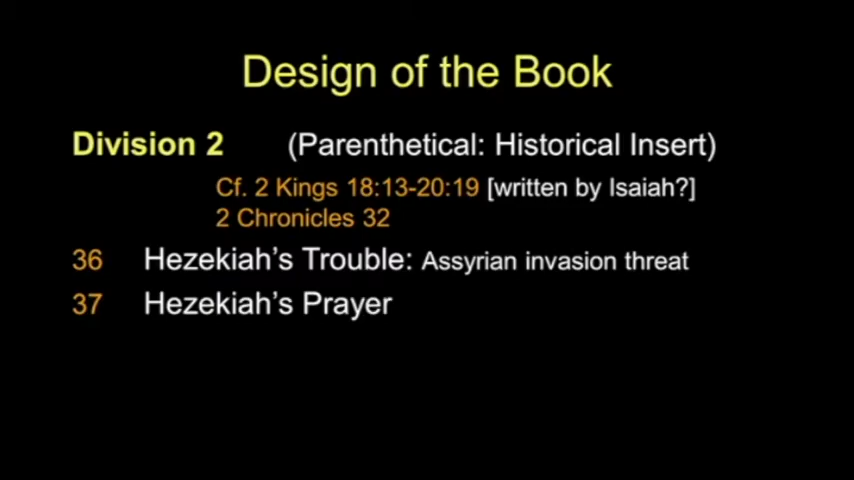 Design of the Book
Division 2 (Parenthetical: Historical Insert)
Cf. 2 Kings 18:13-20:19 [written by Isaiah?]
2 Chronicles 32
36 Hezekiah's Trouble: Assyrian invasion threat
37 Hezekiah's Prayer